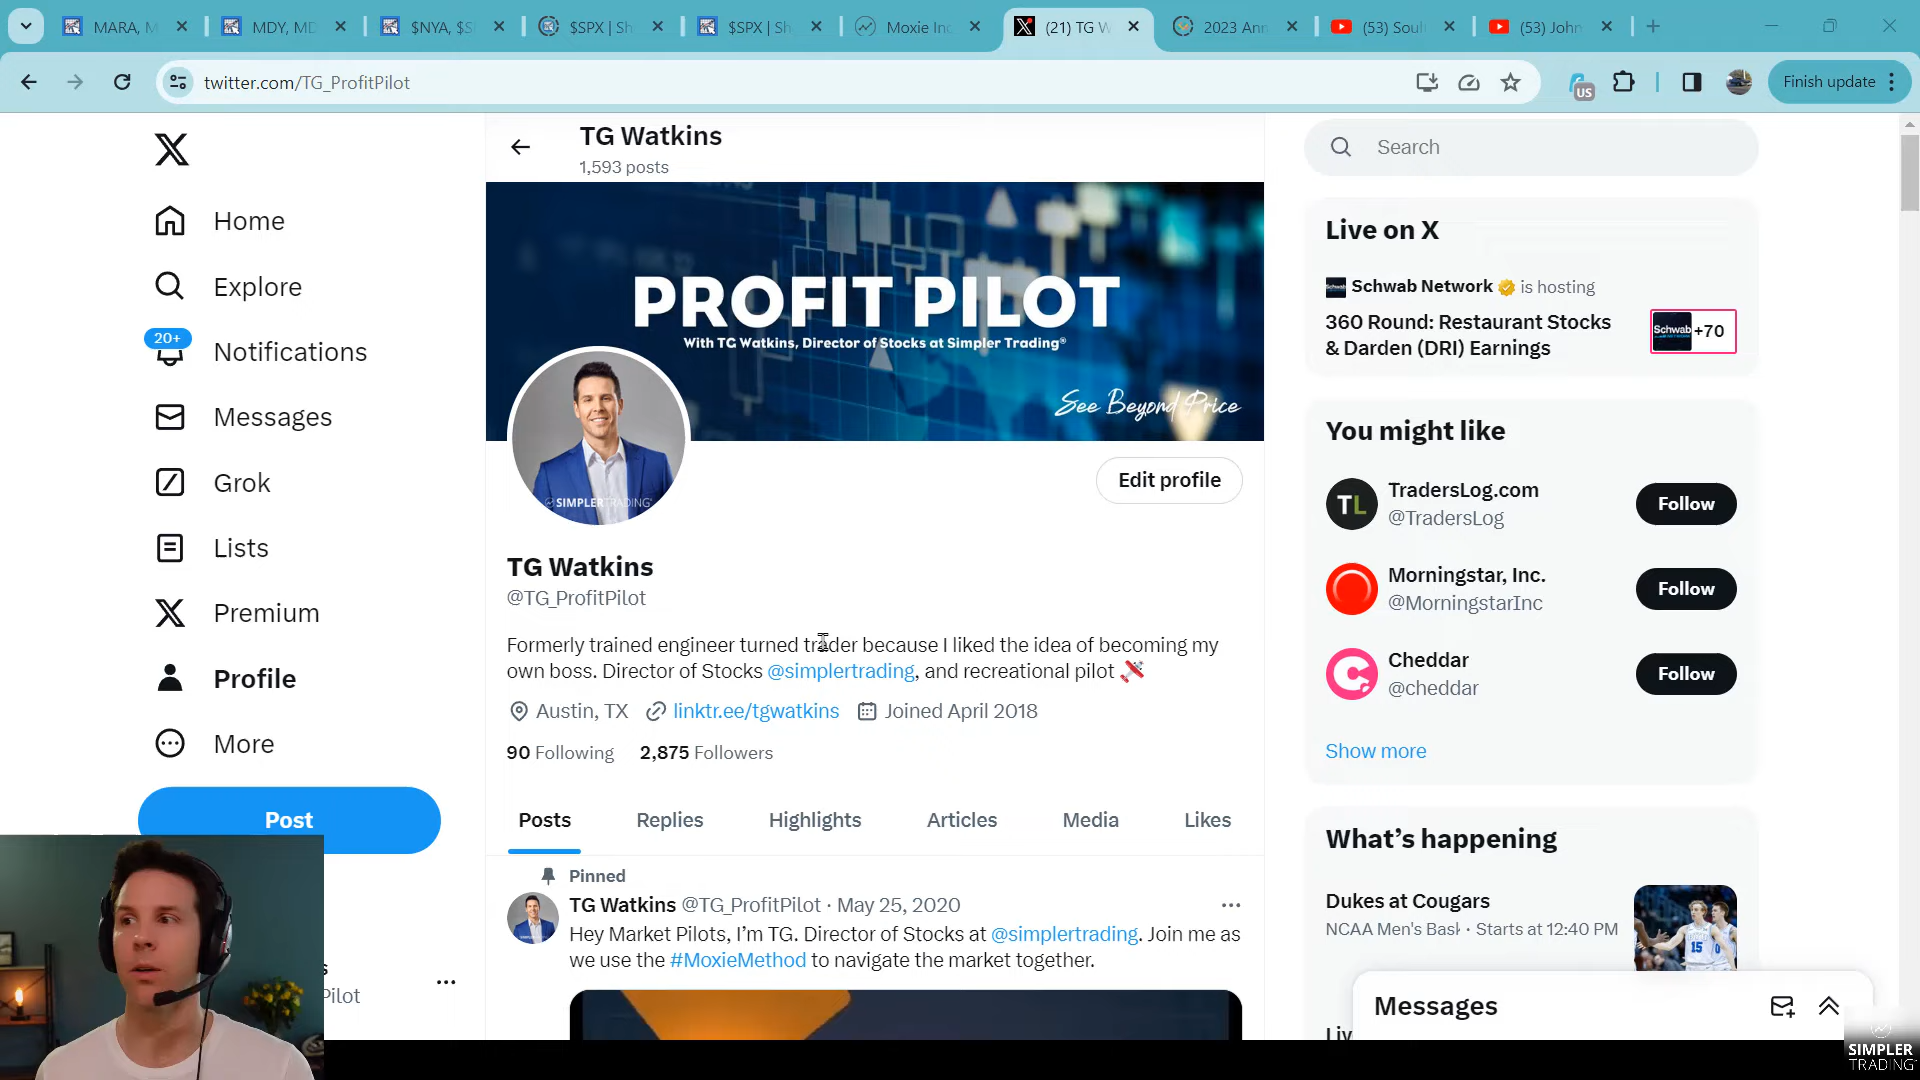 MARA, M
MDY, MD
$NYA, $S
$SPX | Sh
$SPX | Sh
Moxie Ind
(21) TG W
2023 Ann
(53) Soul
(53) John
twitter.com/TG_ProfitPilot
US
Finish update
TG Watkins
1,593 posts
Search
Home
Explore
20+
Notifications
Messages
Grok
Lists
Premium
Profile
More
Post
PROFIT PILOT
With TG Watkins, Director of Stocks at Simpler Trading®
See Beyond Price
SIMPLERTRADING
Edit profile
TG Watkins
@TG_ProfitPilot
Formerly trained engineer turned trader because I liked the idea of becoming my
own boss. Director of Stocks @simplertrading, and recreational pilot
Austin, TX linktr.ee/tgwatkins Joined April 2018
90 Following 2,875 Followers
Posts Replies Highlights Articles Media Likes
Pinned
TG Watkins @TG_ProfitPilot · May 25, 2020
Hey Market Pilots, I'm TG. Director of Stocks at @simplertrading. Join me as
we use the #MoxieMethod to navigate the market together.
Live on X
Schwab Network is hosting
360 Round: Restaurant Stocks
& Darden (DRI) Earnings
Schwab
+70
You might like
TL
TradersLog.com
@TradersLog
Follow
Morningstar, Inc.
@MorningstarInc
Follow
Cheddar
@cheddar
Follow
Show more
What's happening
Dukes at Cougars
NCAA Men's Bask · Starts at 12:40 PM
15
Messages
Liv
s
Pilot
SIMPLER
TRADING